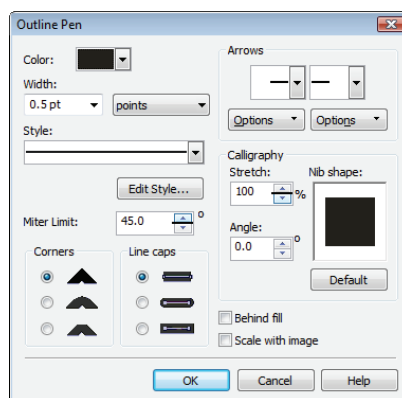 Outline Pen
Color:
Width:
0.5 pt
points
Style:
Edit Style...
Miter Limit:
45.0
°
Corners
Line caps
Arrows
Options
Options
Calligraphy
Stretch:
Nib shape:
100
%
Angle:
0.0
°
Default
Behind fill
Scale with image
OK
Cancel
Help